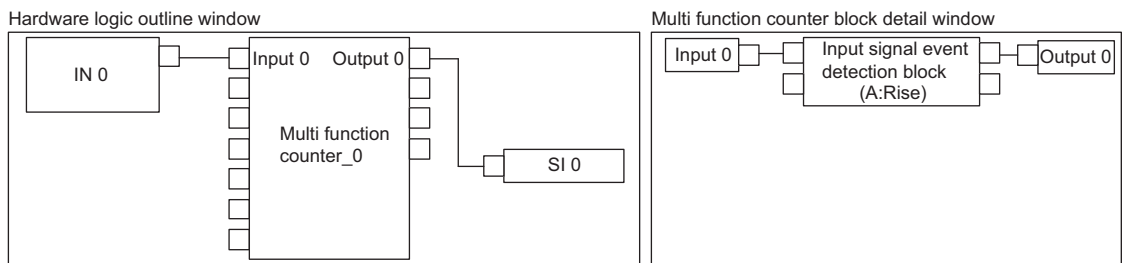 Hardware logic outline window
IN 0
Input 0 Output 0
Multi function
counter_0
SI 0
Multi function counter block detail window
Input 0
Input signal event
detection block
(A:Rise)
Output 0